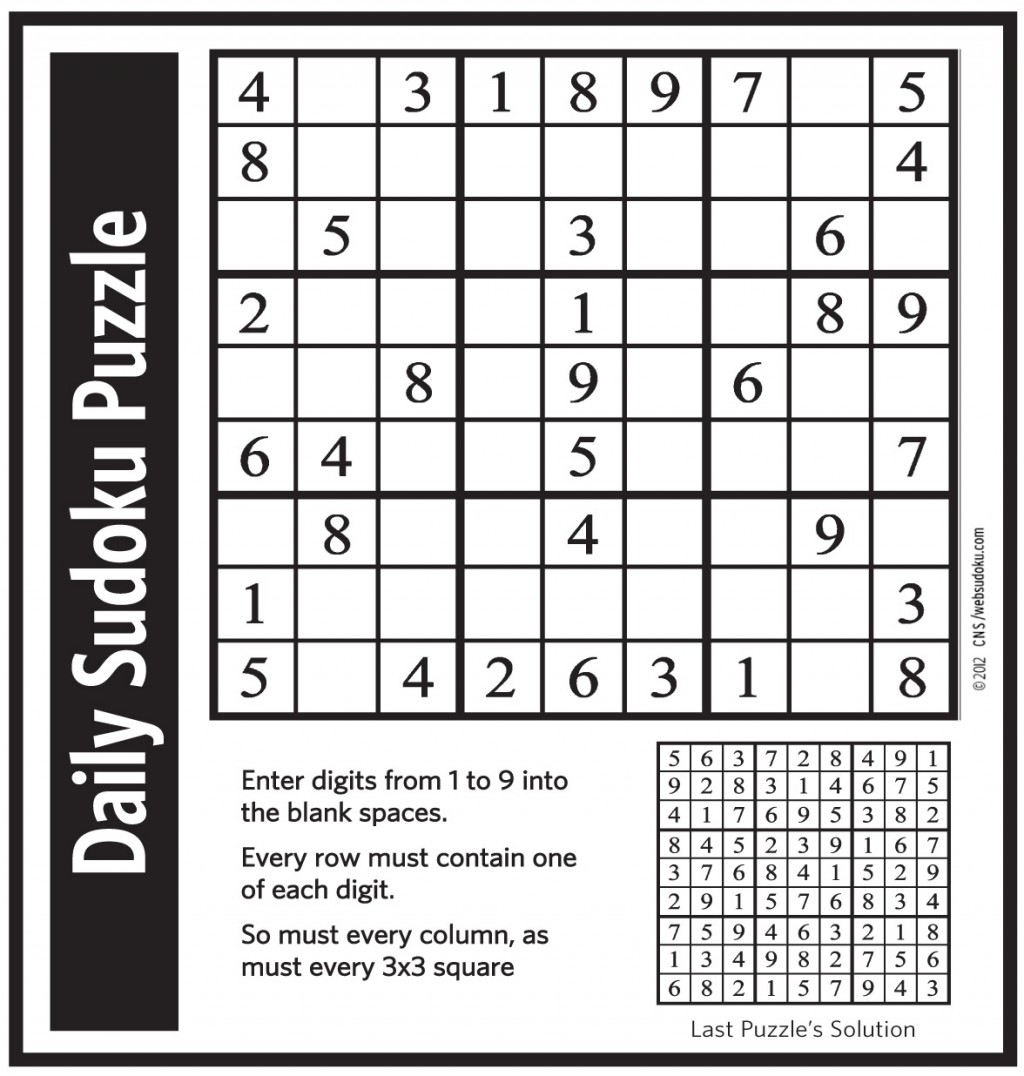 Daily Sudoku Puzzle
4 3 1 8 9 7 5
8 4
5 3 6
2 1 8 9
8 9 6
6 4 5 7
8 4 9
1 3
5 4 2 6 3 1 8
©2012 CNS/websudoku.com
Enter digits from 1 to 9 into
the blank spaces.
Every row must contain one
of each digit.
So must every column, as
must every 3x3 square
5 6 3 7 2 8 4 9 1
9 2 8 3 1 4 6 7 5
4 1 7 6 9 5 3 8 2
8 4 5 2 3 9 1 6 7
3 7 6 8 4 1 5 2 9
2 9 1 5 7 6 8 3 4
7 5 9 4 6 3 2 1 8
1 3 4 9 8 2 7 5 6
6 8 2 1 5 7 9 4 3
Last Puzzle's Solution